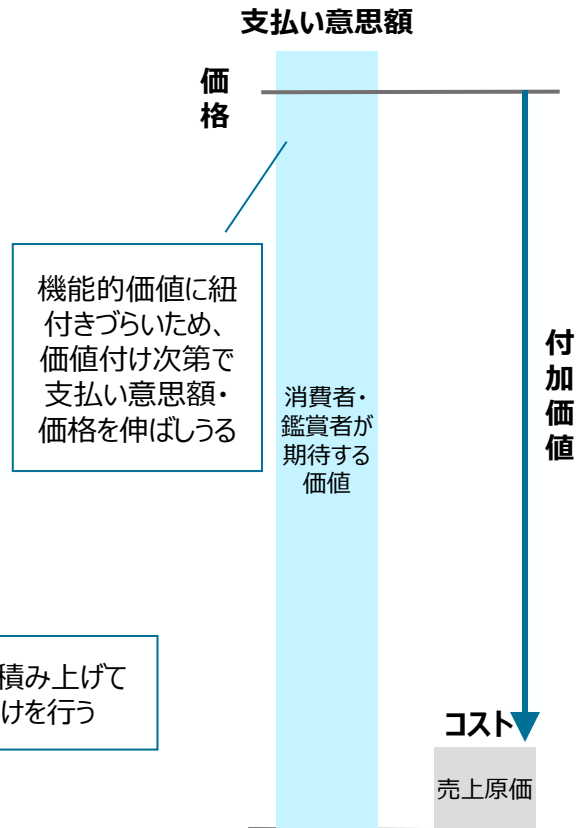 支払い意思額
価
格
機能的価値に紐
付きづらいため、
価値付け次第で
支払い意思額・
価格を伸ばしうる
消費者・
鑑賞者が
期待する
価値
付
加
価
値
積み上げて
けを行う
コスト
売上原価